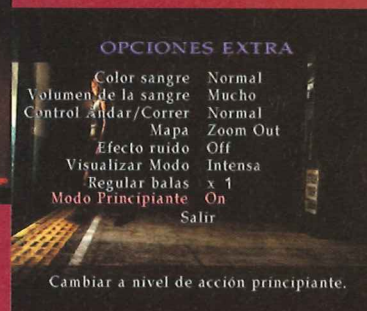 OPCIONES EXTRA
Color sangre Normal
Volumen de la sangre Mucho
Control Andar/Correr Normal
Mapa Zoom Out
Efecto ruido Off
Visualizar Modo Intensa
Regular balas x 1
Modo Principiante On
Salir
Cambiar a nivel de acción principiante.